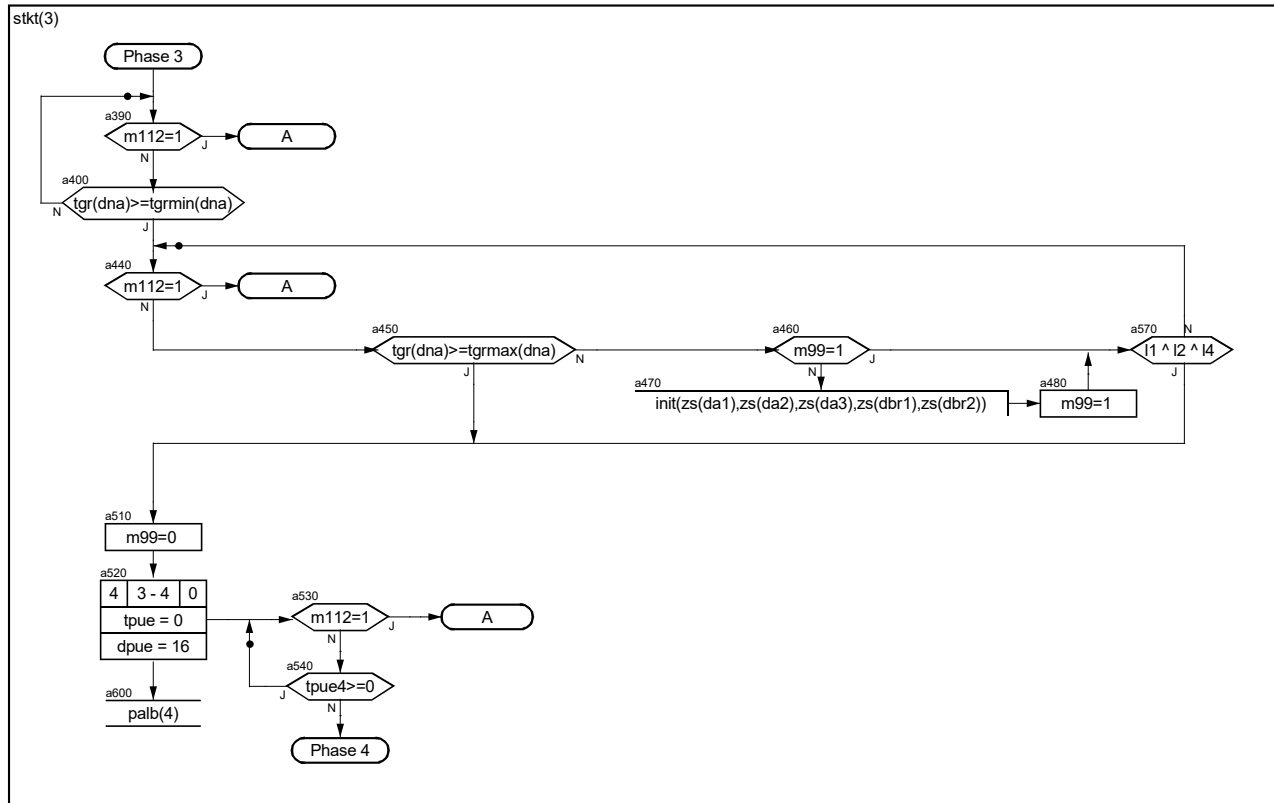 stkt(3)
Phase 3
a390
m112=1
J
A
N
a400
tgr(dna)>=tgrmin(dna)
N
J
a440
m112=1
J
A
N
a450
tgr(dna)>=tgrmax(dna)
N
J
a460
m99=1
J
N
a570
N
l1 ^ l2 ^ l4
J
a470
init(zs(da1),zs(da2),zs(da3),zs(dbr1),zs(dbr2))
a480
m99=1
a510
m99=0
a520
4 3 - 4 0
tpue = 0
dpue = 16
a530
m112=1
J
A
N
a540
tpue4>=0
J
N
a600
palb(4)
Phase 4